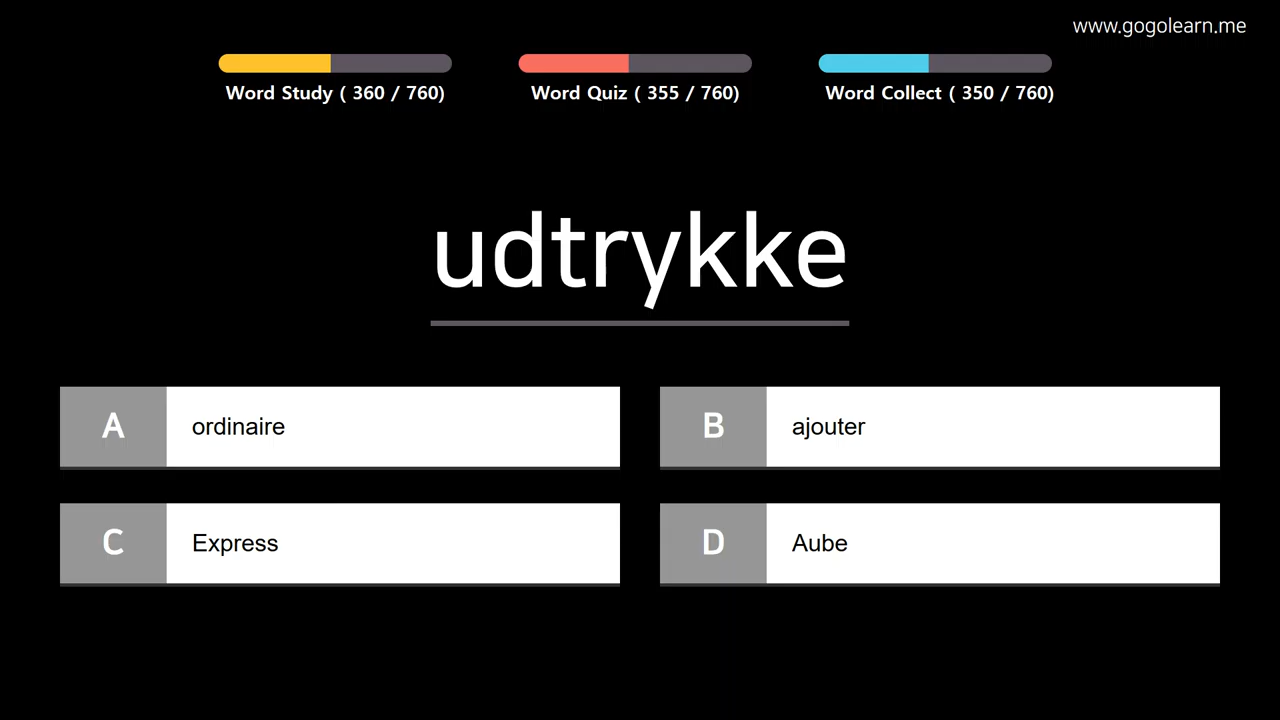 www.gogolearn.me
Word Study ( 360 / 760)
Word Quiz ( 355 / 760)
Word Collect ( 350 / 760)
udtrykke
A ordinaire
B ajouter
C Express
D Aube